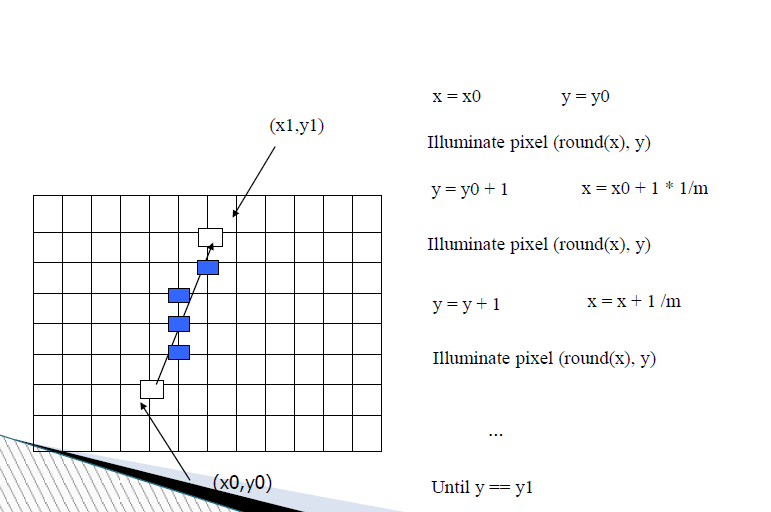 x = x0 y = y0
(x1,y1)
Illuminate pixel (round(x), y)
y = y0 + 1 x = x0 + 1 * 1/m
Illuminate pixel (round(x), y)
y = y + 1 x = x + 1 /m
Illuminate pixel (round(x), y)
...
(x0,y0)
Until y == y1